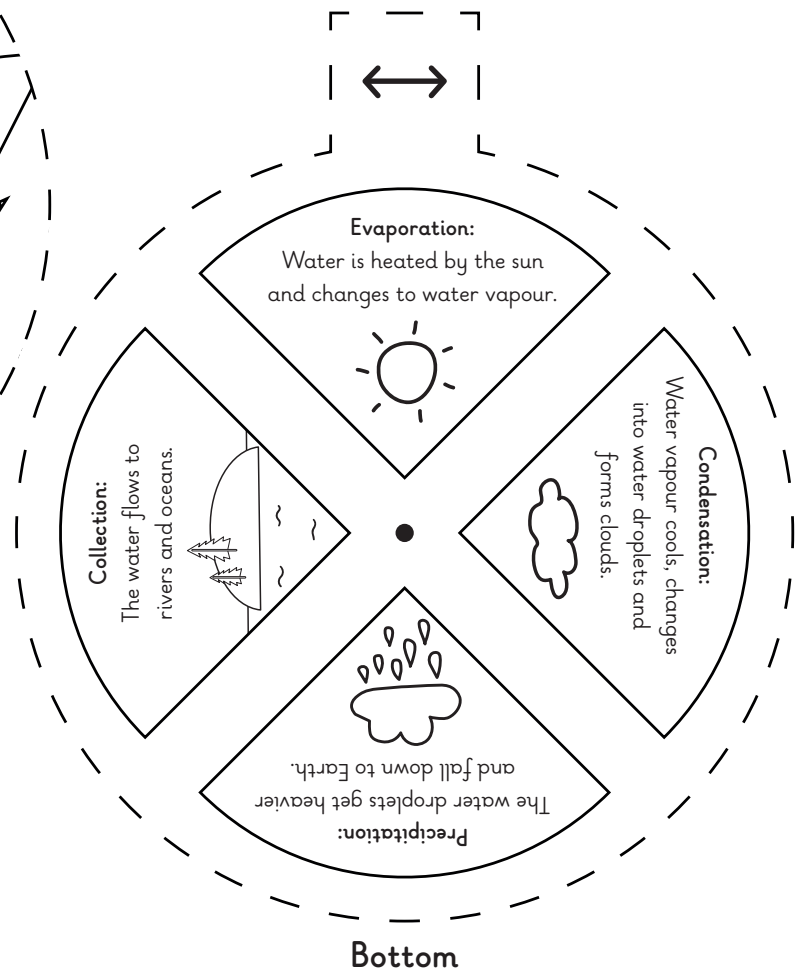 Evaporation:
Water is heated by the sun
and changes to water vapour.
Condensation:
Water vapour cools, changes
into water droplets and
forms clouds.
Precipitation:
The water droplets get heavier
and fall down to Earth.
Collection:
The water flows to
rivers and oceans.
Bottom